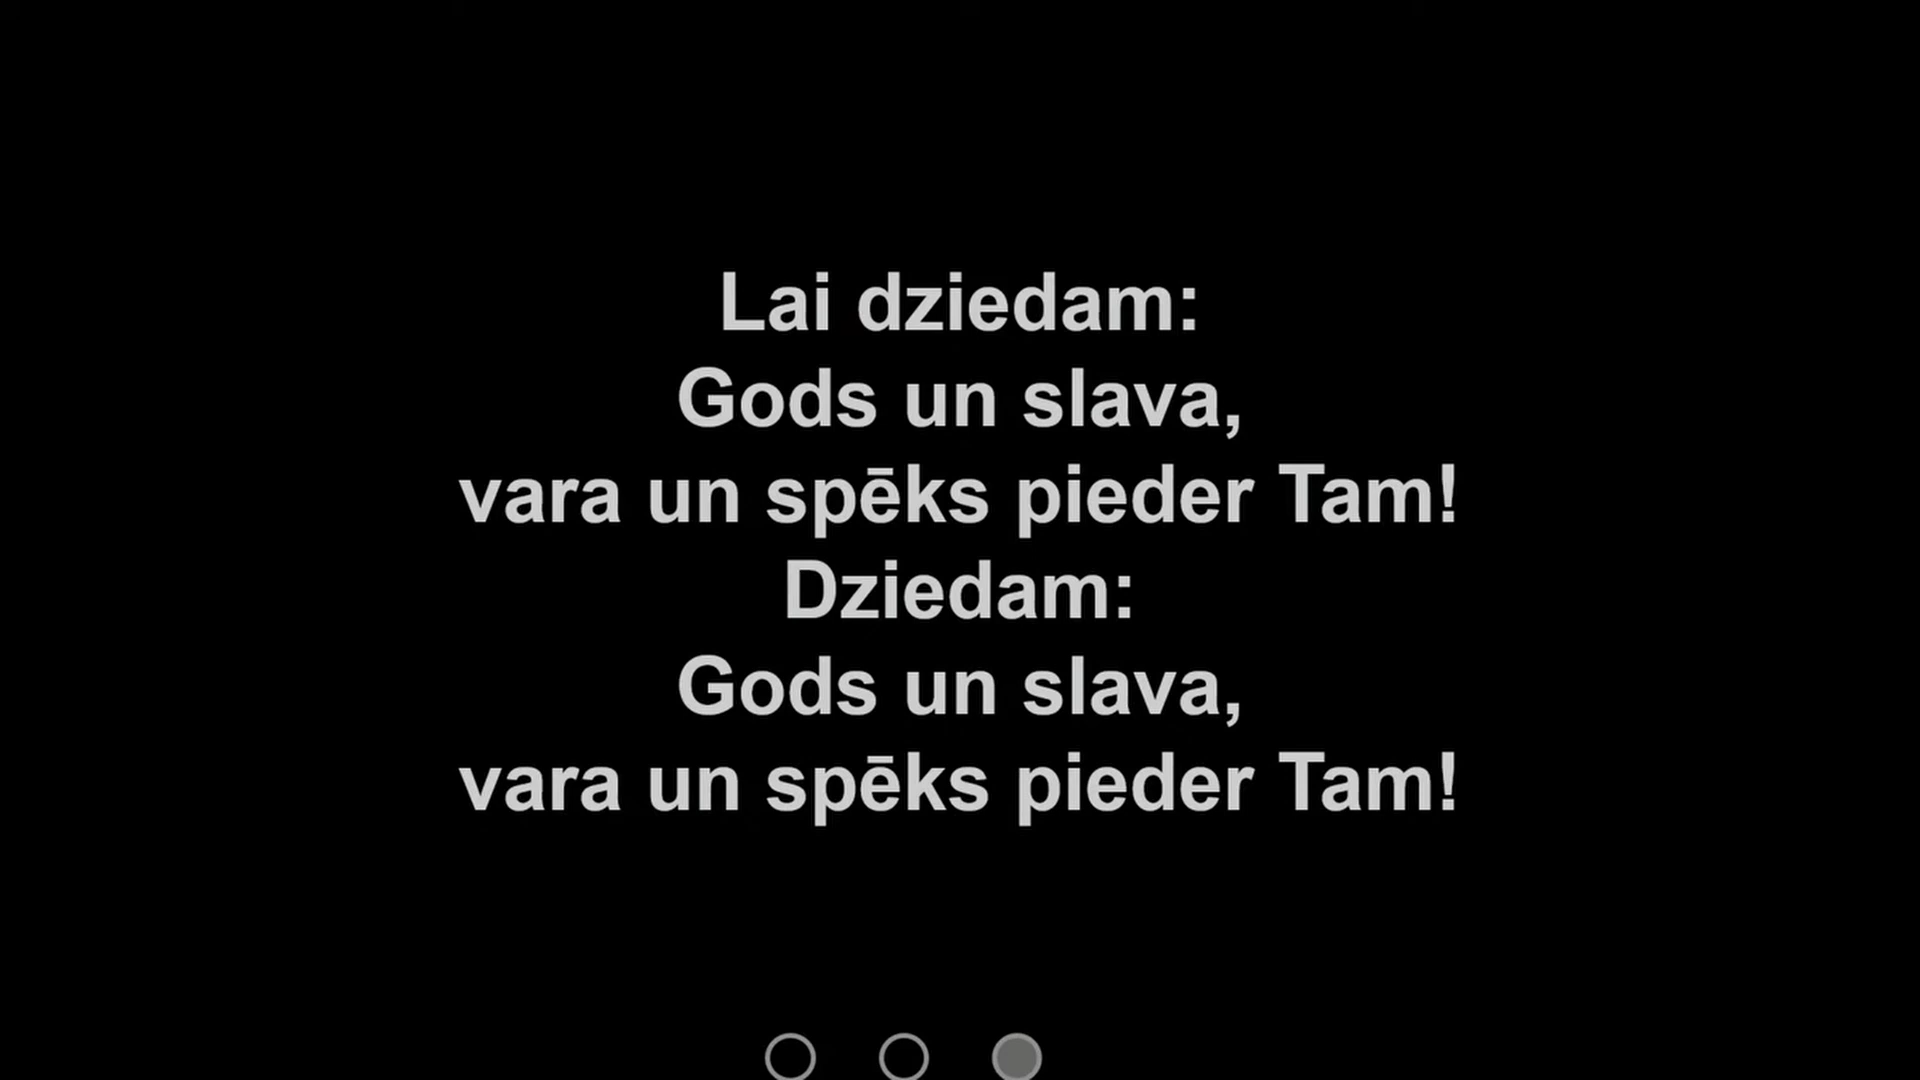 Lai dziedam:
Gods un slava,
vara un spēks pieder Tam!
Dziedam:
Gods un slava,
vara un spēks pieder Tam!